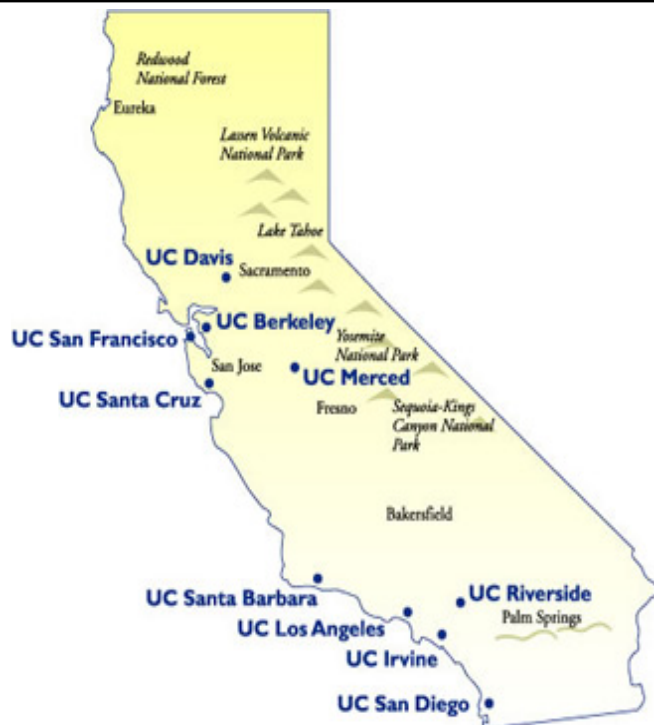 Redwood
National Forest
Eureka
Lassen Volcanic
National Park
Lake Tahoe
UC Davis
Sacramento
UC Berkeley
UC San Francisco
Yosemite
National Park
San Jose
UC Merced
UC Santa Cruz
Fresno
Sequoia-Kings
Canyon National
Park
Bakersfield
UC Santa Barbara
UC Riverside
Palm Springs
UC Los Angeles
UC Irvine
UC San Diego